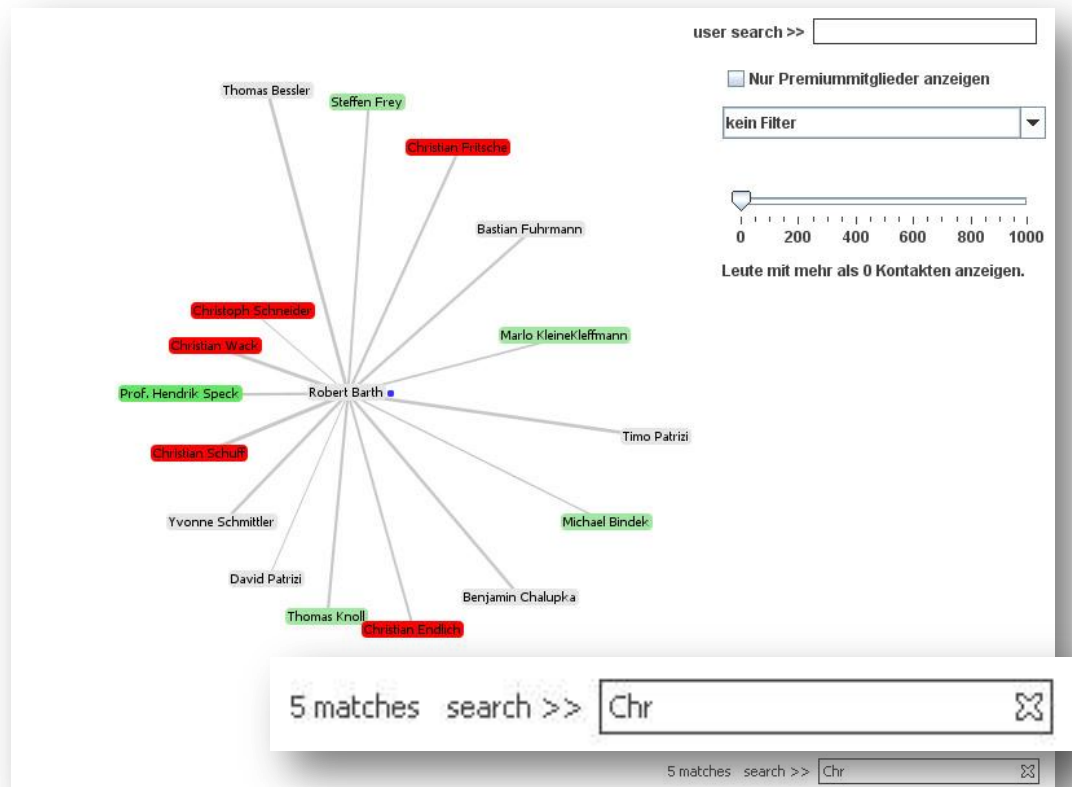 user search >>
Thomas Bessler
Nur Premiummitglieder anzeigen
Steffen Frey
kein Filter
Christian Fritsche
Bastian Fuhrmann
0 200 400 600 800 1000
Leute mit mehr als 0 Kontakten anzeigen.
Christoph Schneider
Marlo KleineKleffmann
Christian Wack
Prof. Hendrik Speck
Robert Barth
Timo Patrizi
Christian Schuff
Yvonne Schmittler
Michael Bindek
David Patrizi
Benjamin Chalupka
Thomas Knoll
Christian Endlich
5 matches search >> Chr
5 matches search >> Chr